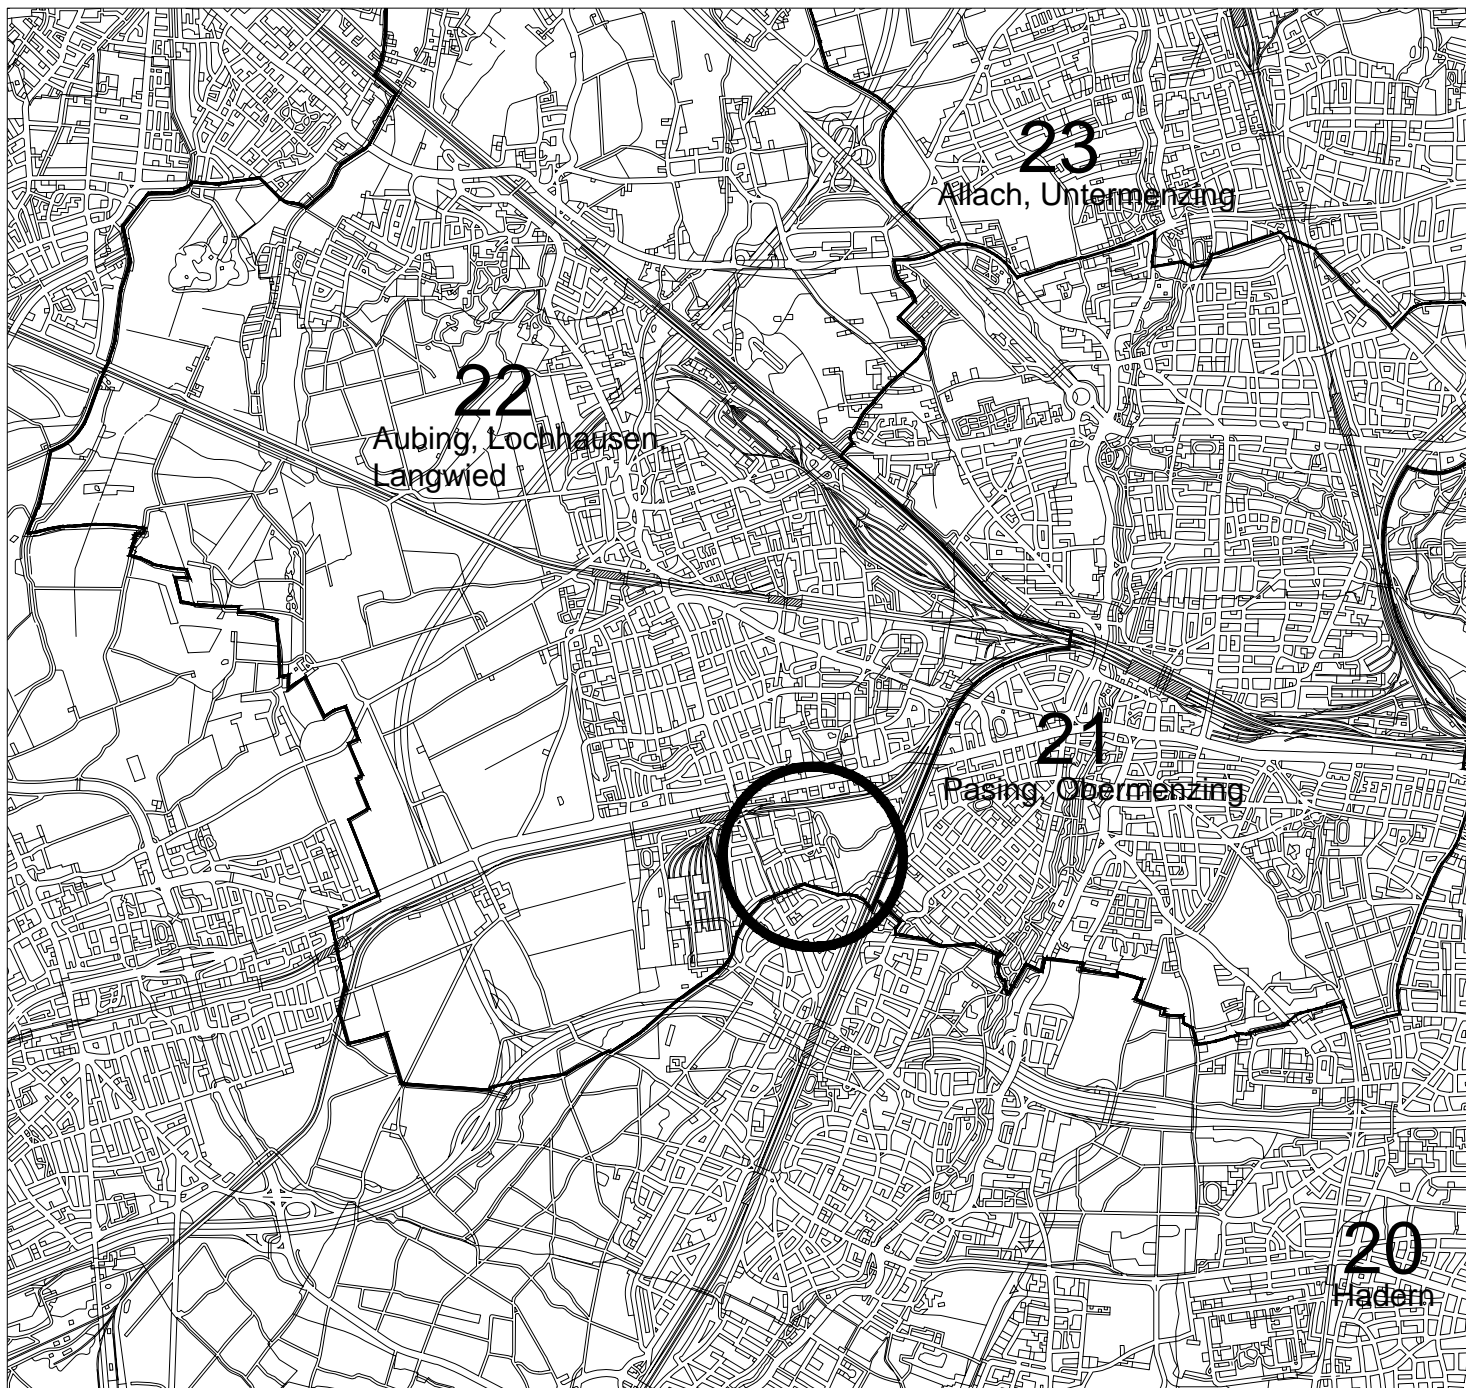 23
Allach, Untermenzing
22
Aubing, Lochhausen,
Langwied
21
Pasing, Obermenzing
20
Hadern